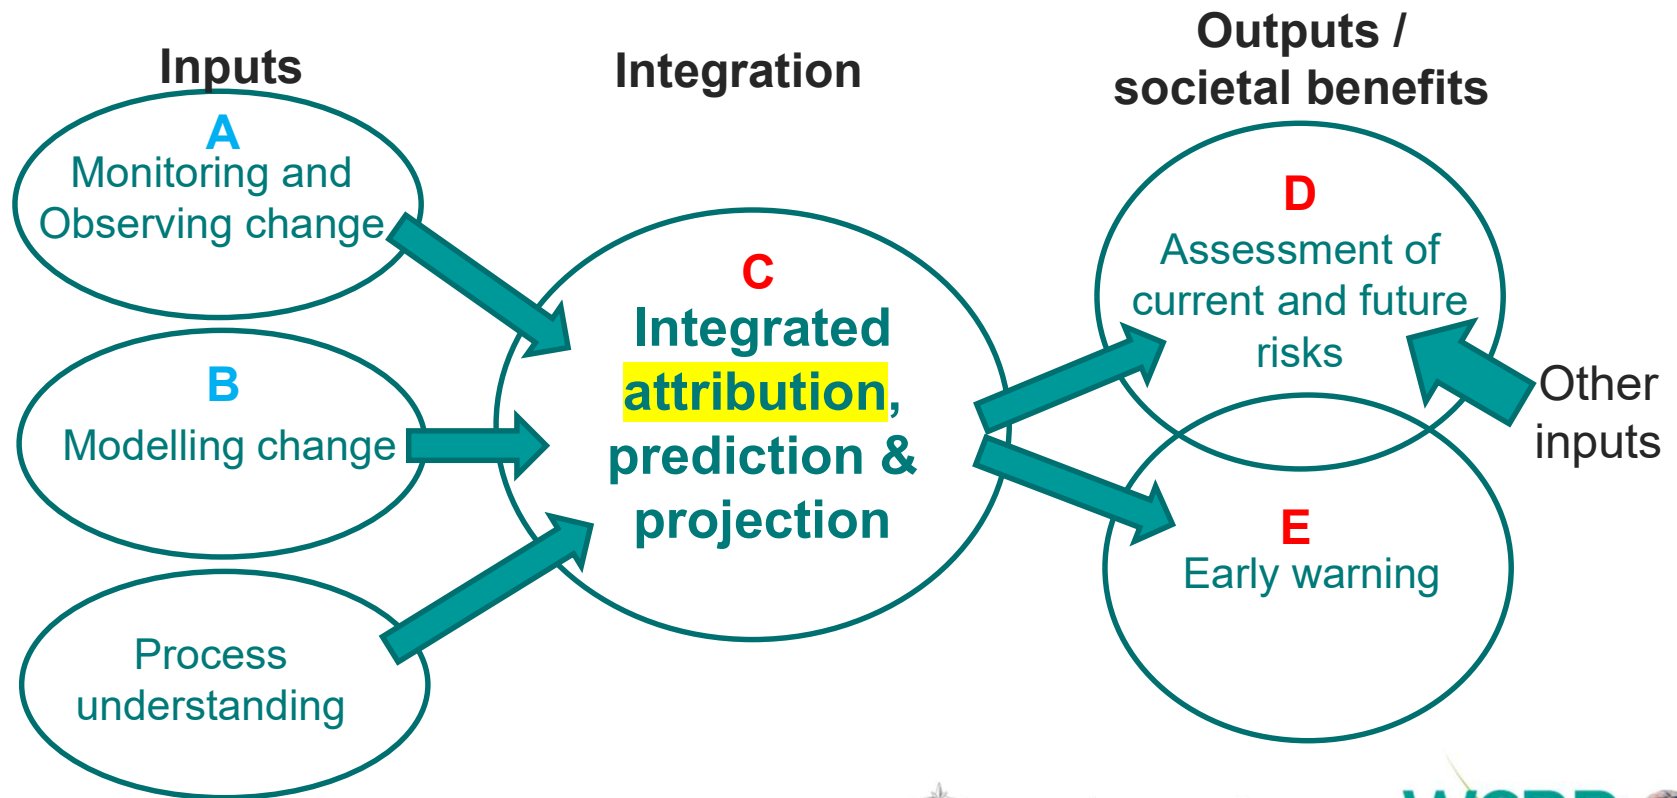 Inputs
Integration
Outputs /
societal benefits
A
Monitoring and
Observing change
B
Modelling change
Process
understanding
C
Integrated
attribution,
prediction &
projection
D
Assessment of
current and future
risks
E
Early warning
Other
inputs